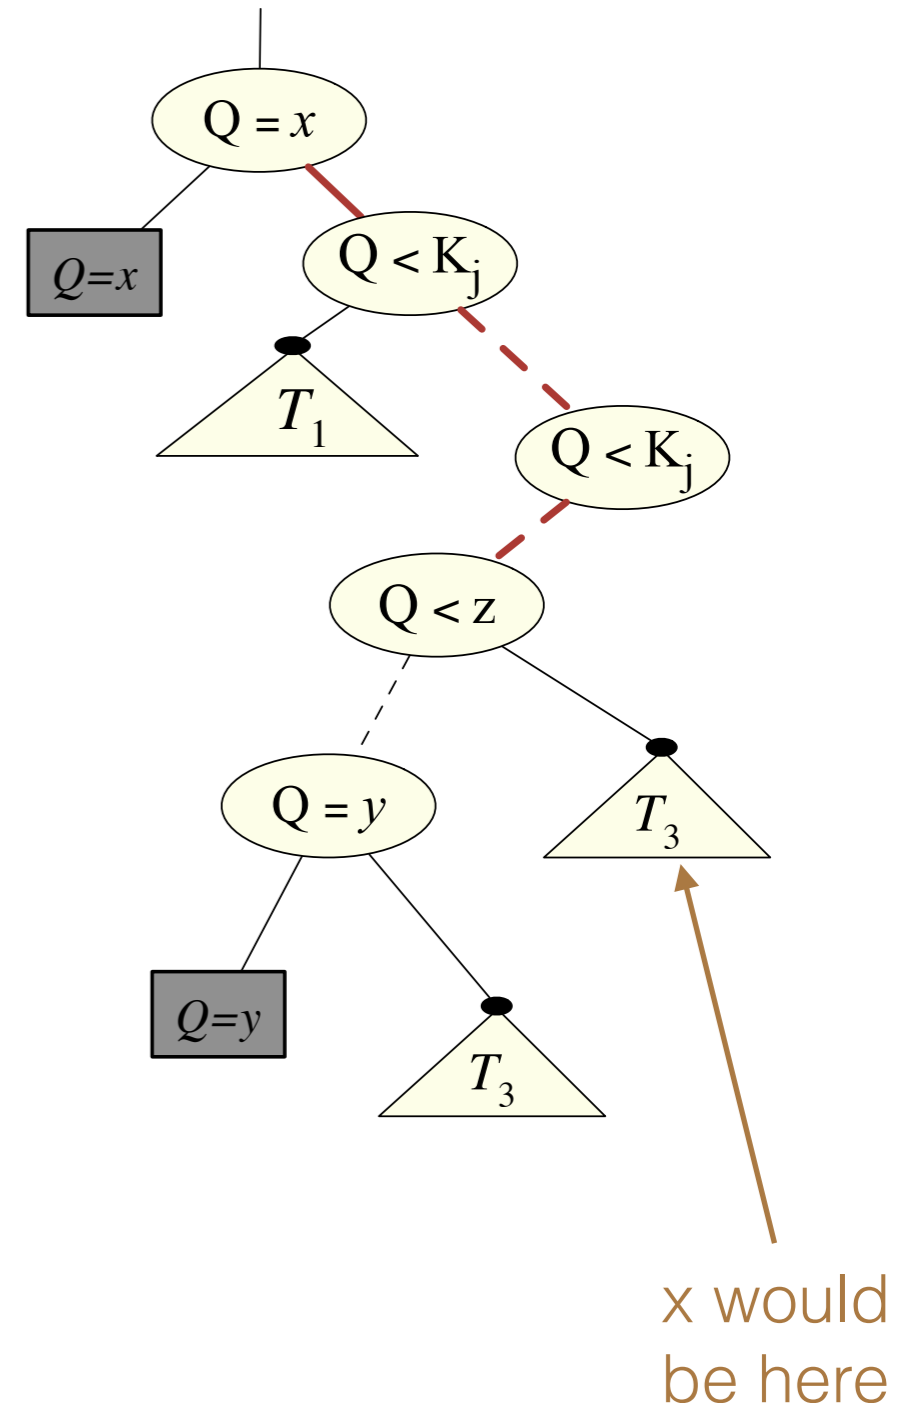 Q = x
Q=x
Q < Kj
T1
Q < Kj
Q < z
Q = y
T3
Q=y
T3
x would
be here